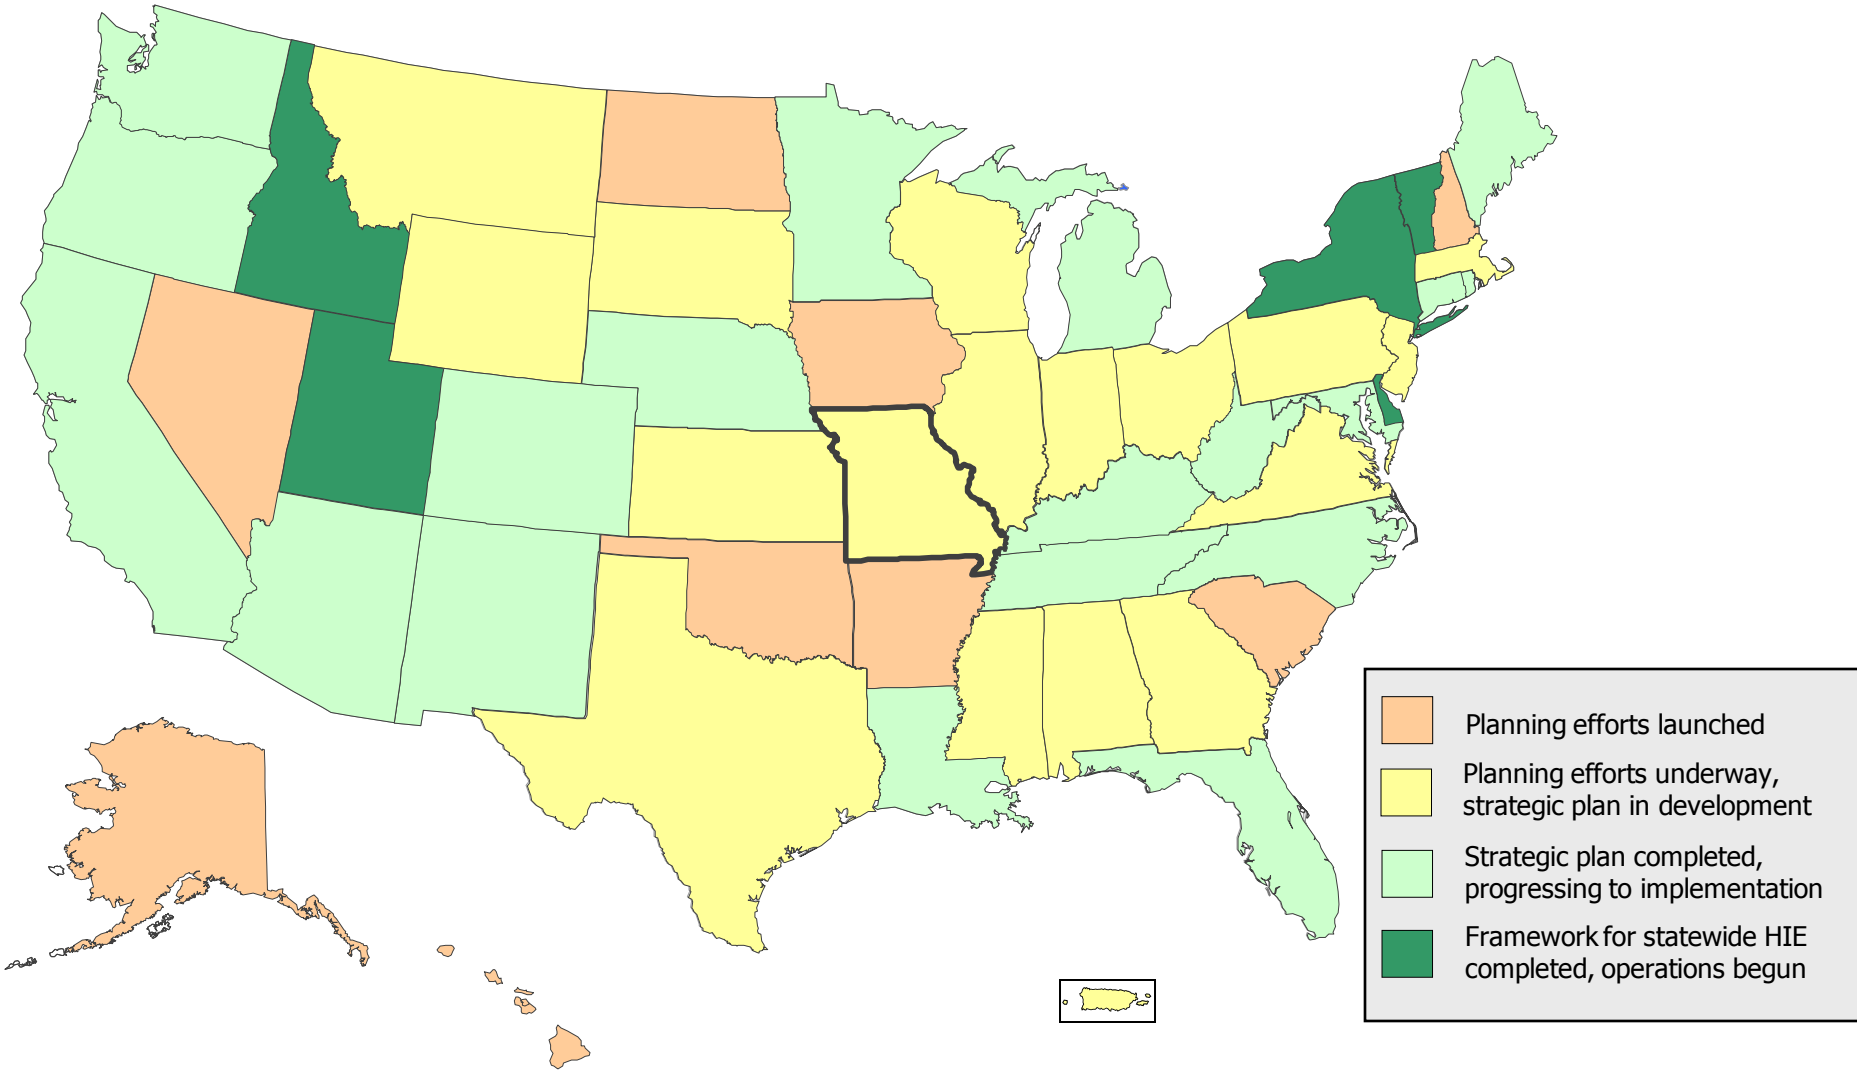 Planning efforts launched
Planning efforts underway,
strategic plan in development
Strategic plan completed,
progressing to implementation
Framework for statewide HIE
completed, operations begun